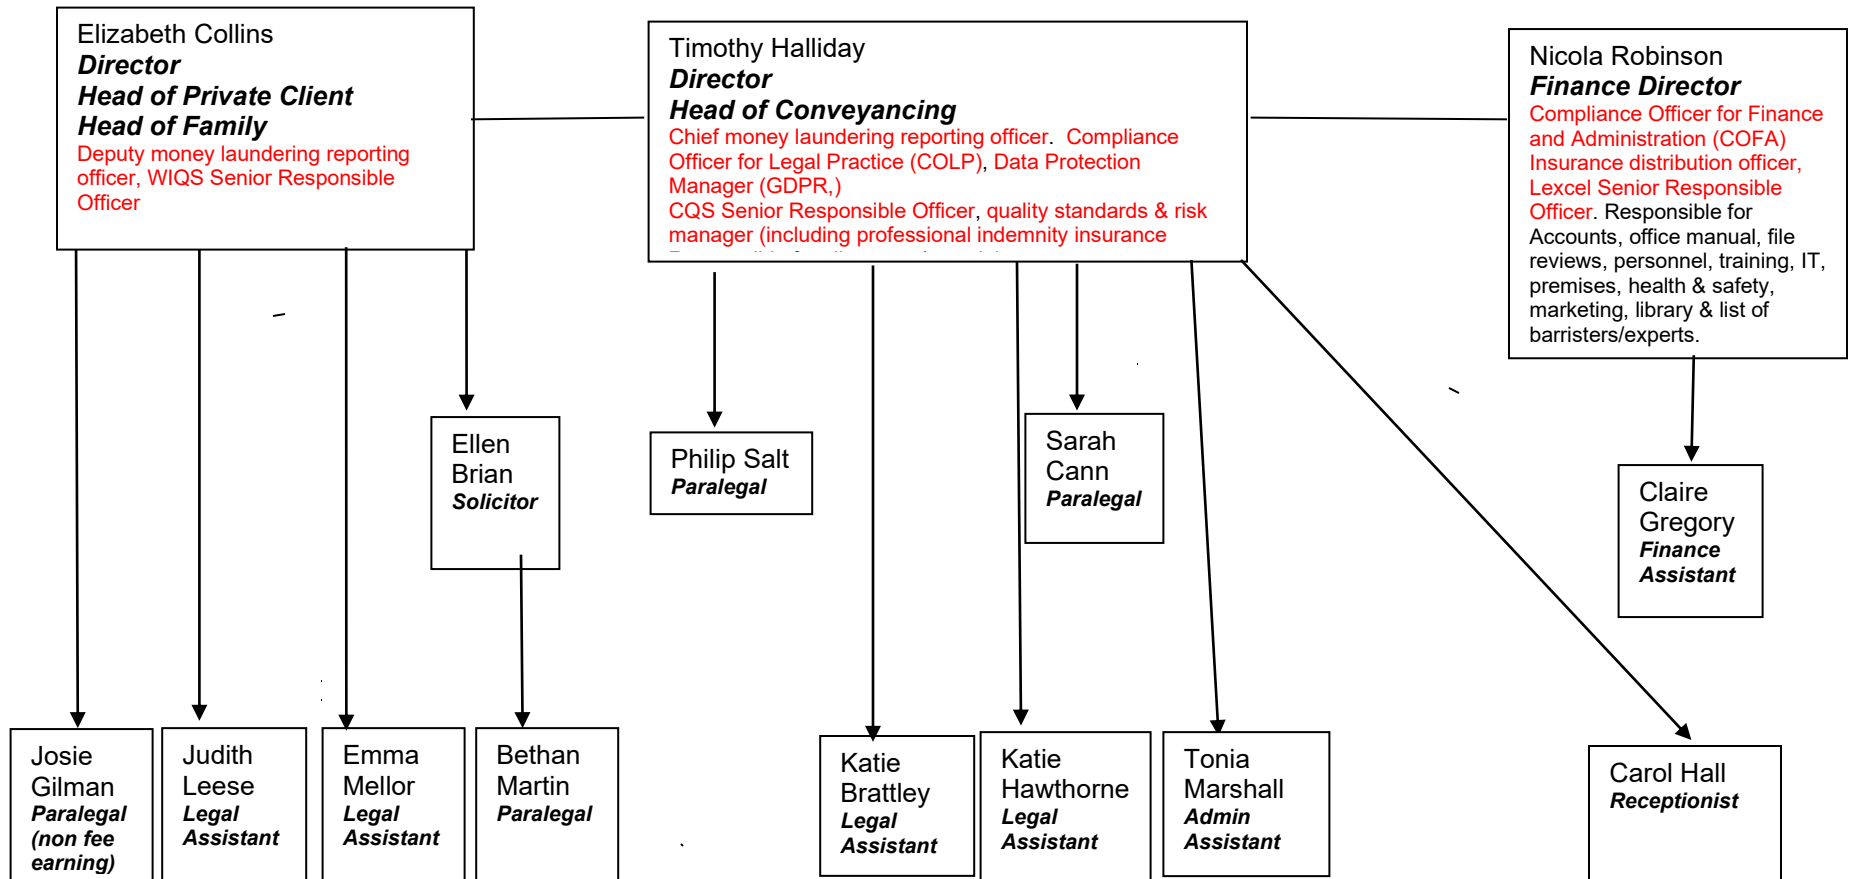 Elizabeth Collins
Director
Head of Private Client
Head of Family
Deputy money laundering reporting
officer, WIQS Senior Responsible
Officer
Timothy Halliday
Director
Head of Conveyancing
Chief money laundering reporting officer.  Compliance
Officer for Legal Practice (COLP), Data Protection
Manager (GDPR,)
CQS Senior Responsible Officer, quality standards & risk
manager (including professional indemnity insurance
Nicola Robinson
Finance Director
Compliance Officer for Finance
and Administration (COFA)
Insurance distribution officer,
Lexcel Senior Responsible
Officer. Responsible for
Accounts, office manual, file
reviews, personnel, training, IT,
premises, health & safety,
marketing, library & list of
barristers/experts.
Ellen
Brian
Solicitor
Philip Salt
Paralegal
Sarah
Cann
Paralegal
Claire
Gregory
Finance
Assistant
Josie
Gilman
Paralegal
(non fee
earning)
Judith
Leese
Legal
Assistant
Emma
Mellor
Legal
Assistant
Bethan
Martin
Paralegal
Katie
Brattley
Legal
Assistant
Katie
Hawthorne
Legal
Assistant
Tonia
Marshall
Admin
Assistant
Carol Hall
Receptionist